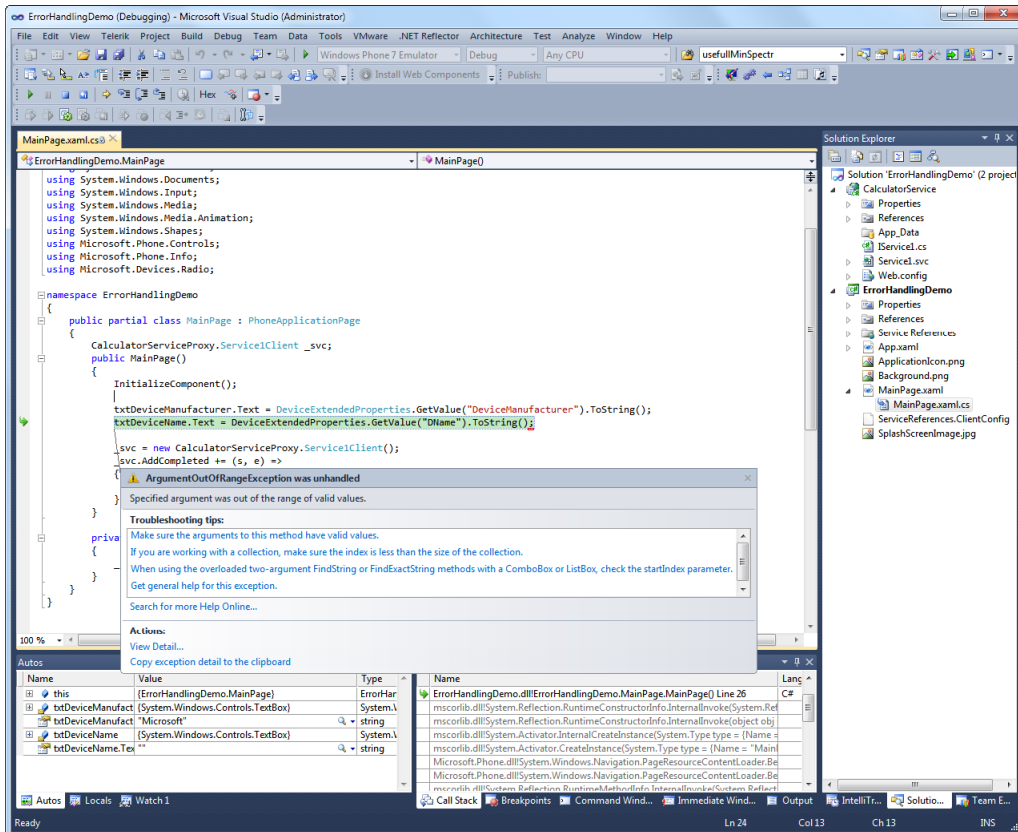 ErrorHandlingDemo (Debugging) - Microsoft Visual Studio (Administrator)
File Edit View Telerik Project Build Debug Team Data Tools VMware .NET Reflector Architecture Test Analyze Window Help
Windows Phone 7 Emulator Debug Any CPU usefullMinSpectr
Install Web Components Publish:
Hex
MainPage.xaml.cs
ErrorHandlingDemo.MainPage MainPage()
using System.Windows.Documents;
using System.Windows.Input;
using System.Windows.Media;
using System.Windows.Media.Animation;
using System.Windows.Shapes;
using Microsoft.Phone.Controls;
using Microsoft.Phone.Info;
using Microsoft.Devices.Radio;
namespace ErrorHandlingDemo
{
public partial class MainPage : PhoneApplicationPage
{
CalculatorServiceProxy.Service1Client _svc;
public MainPage()
{
InitializeComponent();
txtDeviceManufacturer.Text = DeviceExtendedProperties.GetValue("DeviceManufacturer").ToString();
txtDeviceName.Text = DeviceExtendedProperties.GetValue("DName").ToString();
_svc = new CalculatorServiceProxy.Service1Client();
_svc.AddCompleted += (s, e) =>
{
}
}
priva
{
}
}
}
ArgumentOutOfRangeException was unhandled
Specified argument was out of the range of valid values.
Troubleshooting tips:
Make sure the arguments to this method have valid values.
If you are working with a collection, make sure the index is less than the size of the collection.
When using the overloaded two-argument FindString or FindExactString methods with a ComboBox or ListBox, check the startIndex parameter.
Get general help for this exception.
Search for more Help Online...
Actions:
View Detail...
Copy exception detail to the clipboard
100 %
Solution Explorer
Solution 'ErrorHandlingDemo' (2 project
CalculatorService
Properties
References
App_Data
IService1.cs
Service1.svc
Web.config
ErrorHandlingDemo
Properties
References
Service References
App.xaml
ApplicationIcon.png
Background.png
MainPage.xaml
MainPage.xaml.cs
ServiceReferences.ClientConfig
SplashScreenImage.jpg
Autos
Name Value Type
this {ErrorHandlingDemo.MainPage} ErrorHar
txtDeviceManufact {System.Windows.Controls.TextBox} System.W
txtDeviceManufact "Microsoft" string
txtDeviceName {System.Windows.Controls.TextBox} System.W
txtDeviceName.Tex "" string
Name Lang
ErrorHandlingDemo.dll!ErrorHandlingDemo.MainPage.MainPage() Line 26 C#
mscorlib.dll!System.Reflection.RuntimeConstructorInfo.InternalInvoke(System.Ref
mscorlib.dll!System.Reflection.RuntimeConstructorInfo.InternalInvoke(object obj
mscorlib.dll!System.Activator.InternalCreateInstance(System.Type type = {Name =
mscorlib.dll!System.Activator.CreateInstance(System.Type type = {Name = "MainI
Microsoft.Phone.dll!System.Windows.Navigation.PageResourceContentLoader.Be
Microsoft.Phone.dll!System.Windows.Navigation.PageResourceContentLoader.Be
mscorlib.dll!System.Reflection.RuntimeMethodInfo.InternalInvoke(System.Reflect
Autos Locals Watch 1
Call Stack Breakpoints Command Wind... Immediate Wind... Output
IntelliTr... Solutio... Team E...
Ready Ln 24 Col 13 Ch 13 INS